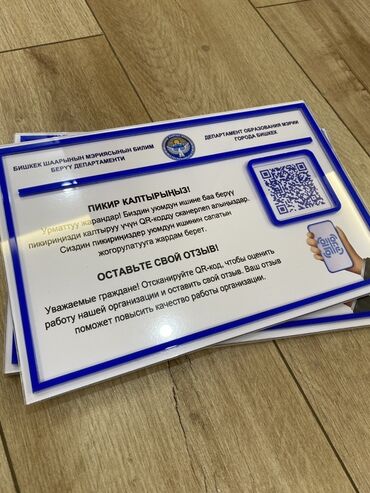 БИШКЕК ШААРЫНЫН МЭРИЯСЫНЫН БИЛИМ
БЕРҮҮ ДЕПАРТАМЕНТИ
ДЕПАРТАМЕНТ ОБРАЗОВАНИЯ МЭРИИ
ГОРОДА БИШКЕК
ПИКИР КАЛТЫРЫҢЫЗ!
Урматтуу жарандар! Биздин уюмдун ишине баа берүү
пикириңизди калтыруу үчүн QR-кодду сканерлеп алыңыздар.
Сиздин пикириңиздер уюмдун ишинен сапатын
жогорулатууга жардам берет.
ОСТАВЬТЕ СВОЙ ОТЗЫВ!
Уважаемые граждане! Отсканируйте QR-код, чтобы оценить
работу нашей организации и оставить свой отзыв. Ваш отзыв
поможет повысить качество работы организации.